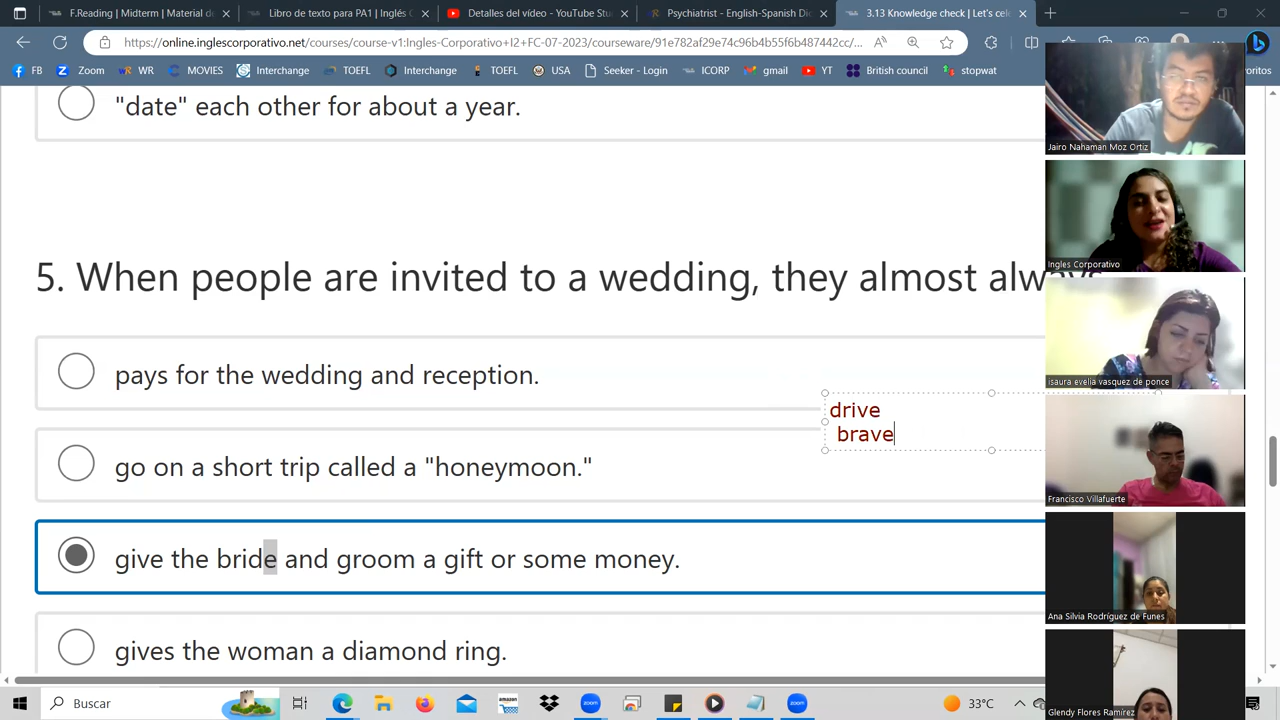 F.Reading | Midterm | Material de
Libro de texto para PA1 | Inglés C
Detalles del vídeo - YouTube Stu
Psychiatrist - English-Spanish Dic
3.13 Knowledge check | Let's cele
https://online.inglescorporativo.net/courses/course-v1:Ingles-Corporativo+I2+FC-07-2023/courseware/91e782af29e74c96b4b55f6b487442cc/...
FB
Zoom
WR
MOVIES
Interchange
TOEFL
Interchange
TOEFL
USA
Seeker - Login
ICORP
gmail
YT
British council
stopwat
oritos
"date" each other for about a year.
5. When people are invited to a wedding, they almost always
pays for the wedding and reception.
drive
brave
go on a short trip called a "honeymoon."
give the bride and groom a gift or some money.
gives the woman a diamond ring.
Jairo Nahaman Moz Ortiz
Ingles Corporativo
isaura evelia vasquez de ponce
Francisco Villafuerte
Ana Silvia Rodríguez de Funes
Glendy Flores Ramirez
Buscar
amazon
33°C